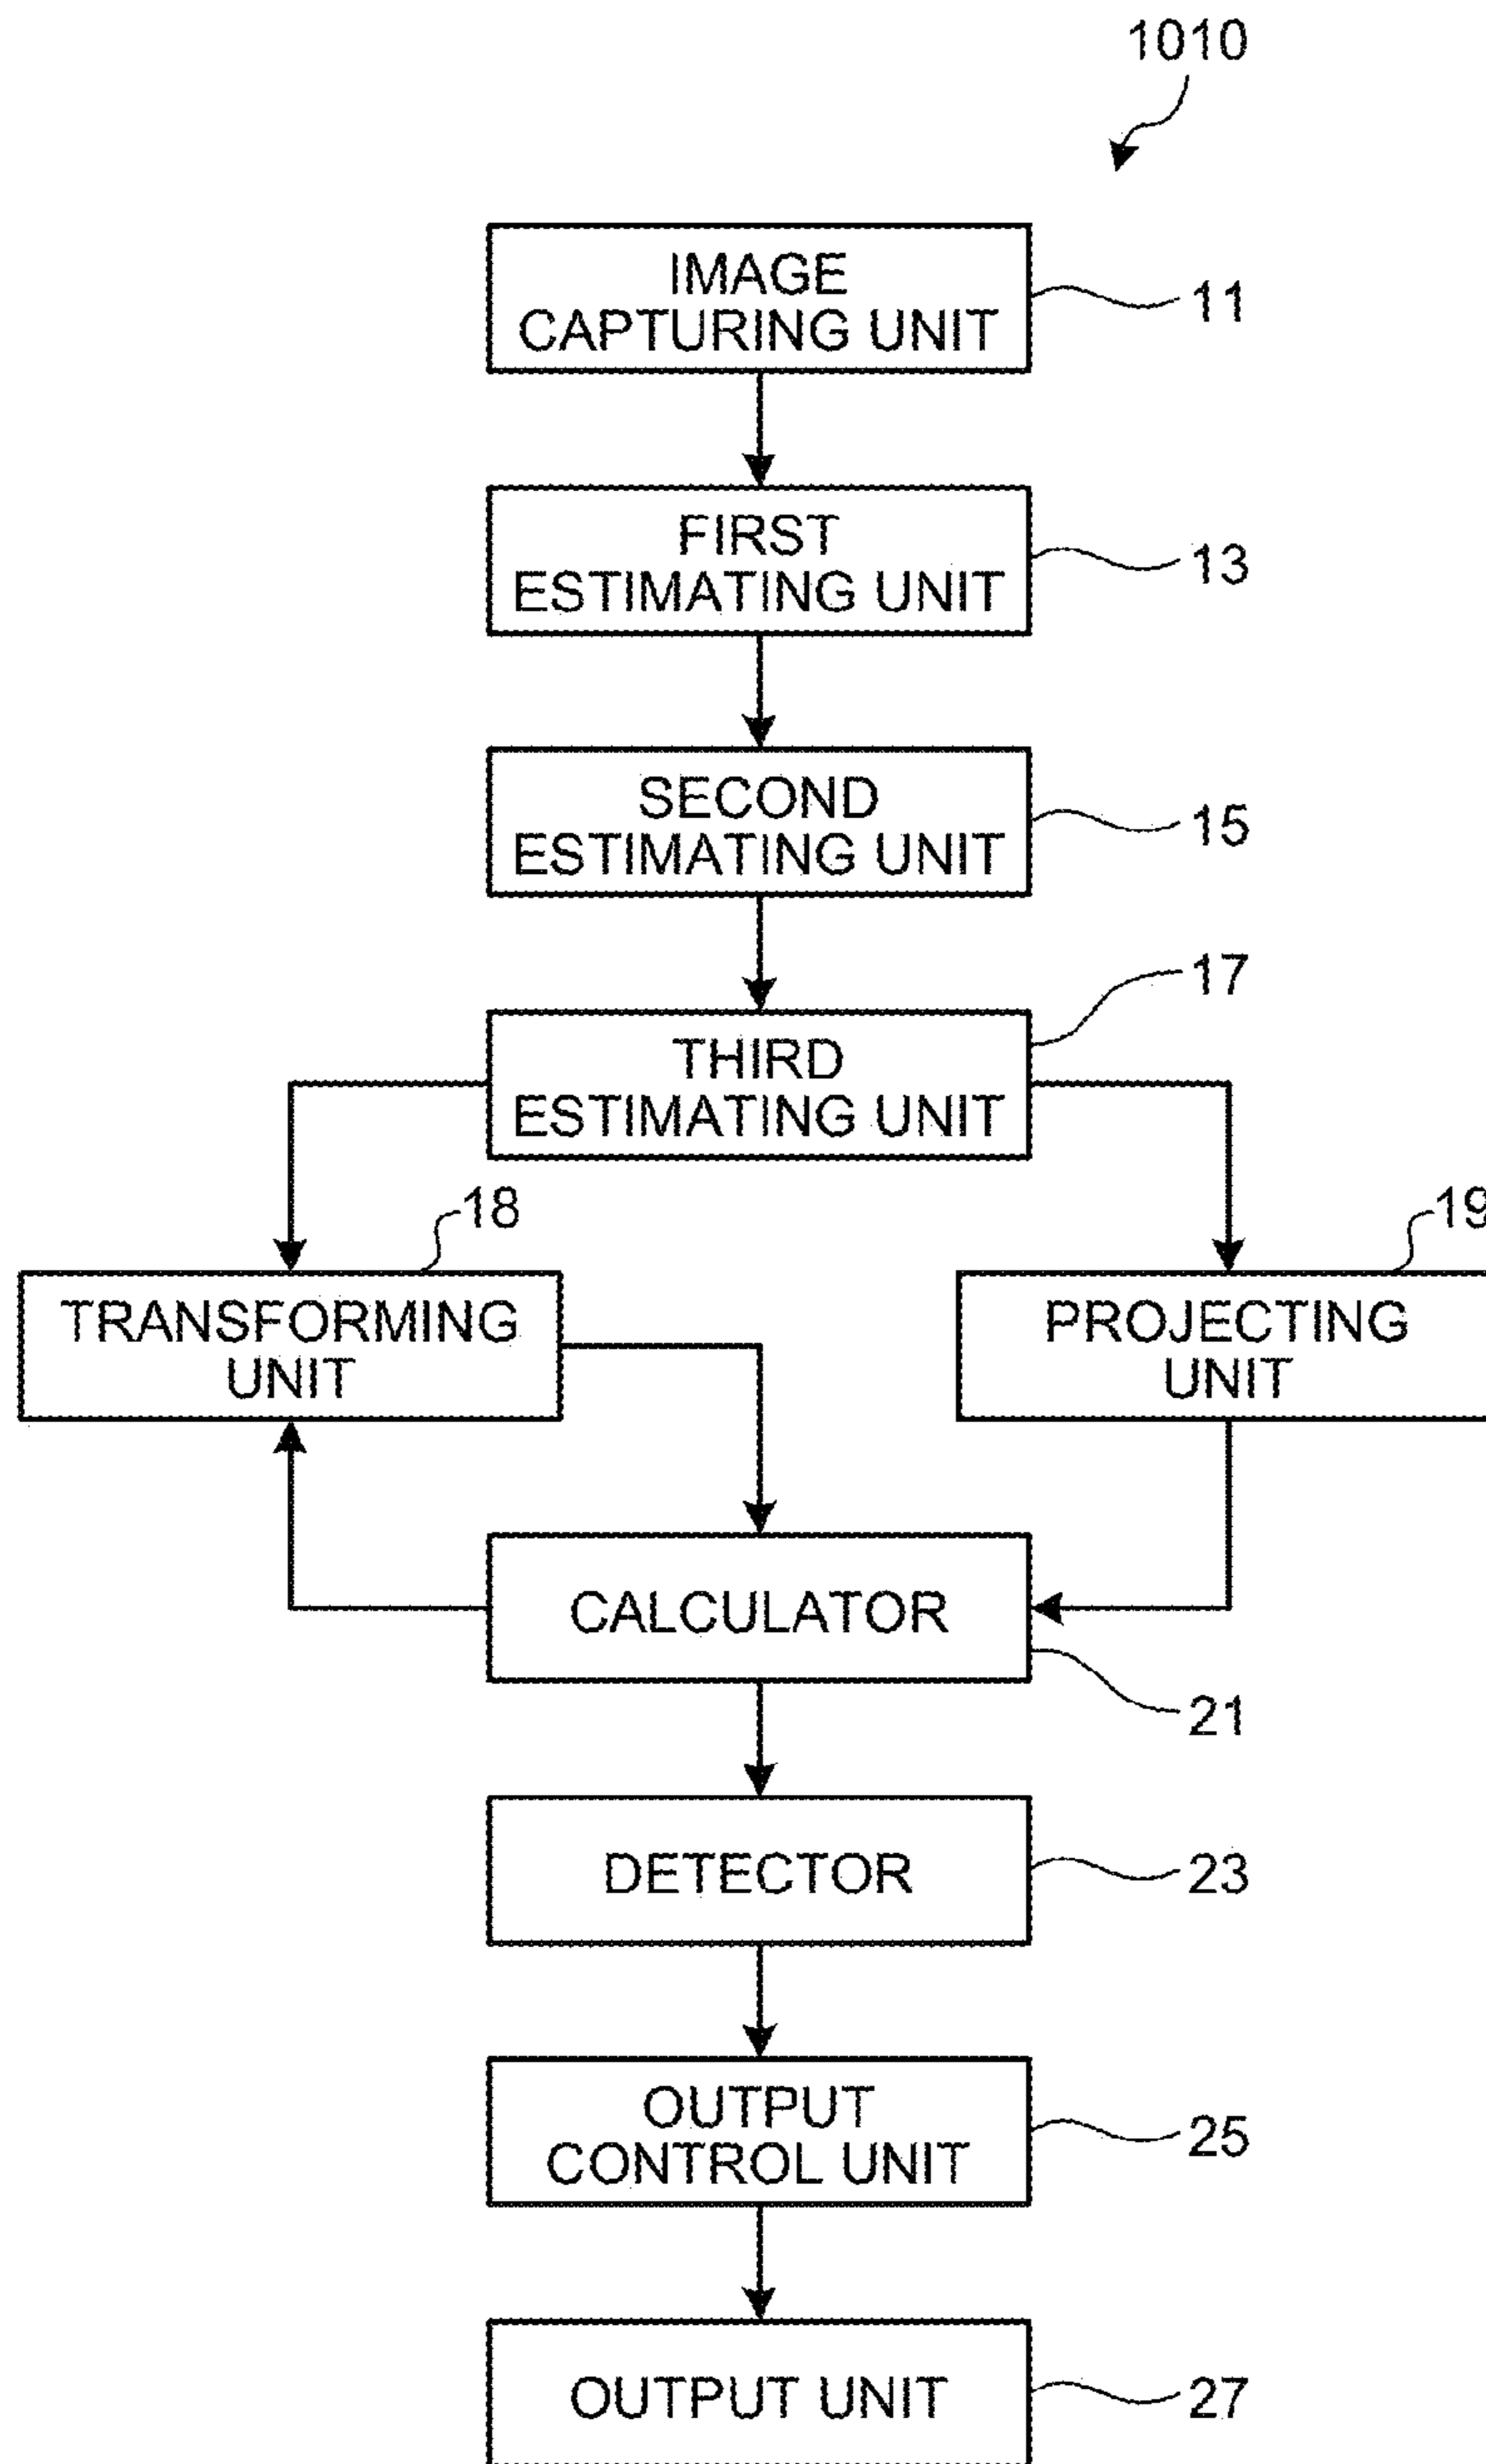 1010
IMAGE
CAPTURING UNIT
11
FIRST
ESTIMATING UNIT
13
SECOND
ESTIMATING UNIT
15
17
THIRD
ESTIMATING UNIT
18
19
TRANSFORMING
UNIT
PROJECTING
UNIT
CALCULATOR
21
DETECTOR
23
OUTPUT
CONTROL UNIT
25
OUTPUT UNIT
27